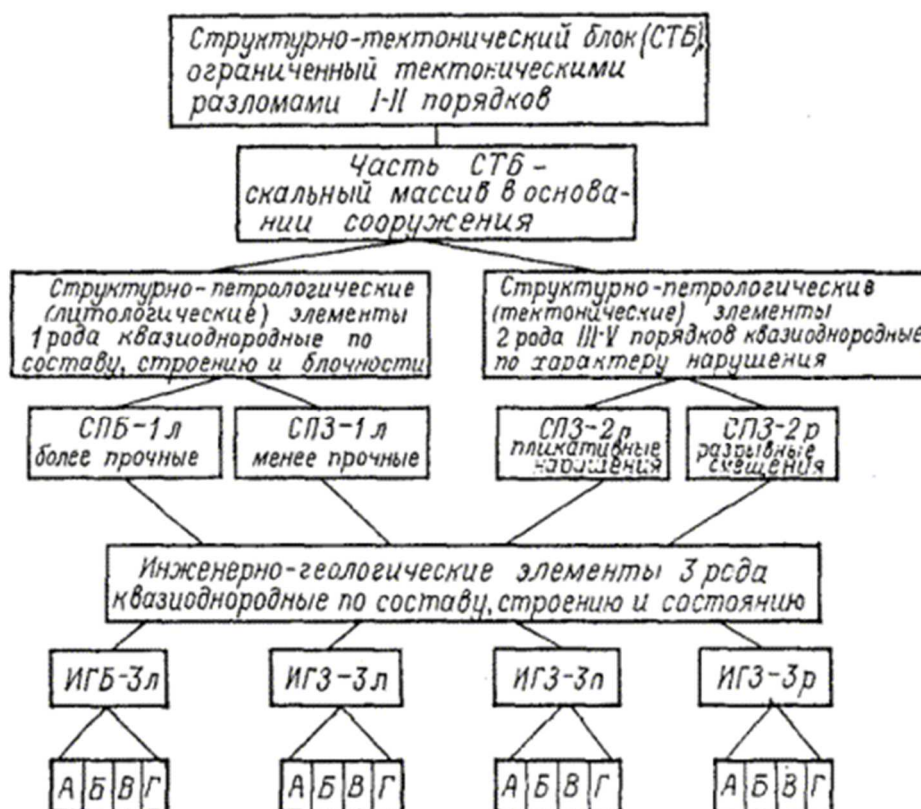 Структурно-тектонический блок(СТБ),
ограниченный тектоническими
разломами I-II порядков
Часть СТБ -
скальный массив в основа-
нии сооружения
Структурно-петрологические
(литологические) элементы
1 рода квазиоднородные по
составу, строению и блочности
Структурно-петрологические
(тектонические) элементы
2 рода III-V порядков квазиоднородные
по характеру нарушения
СПБ-1л
более прочные
СПЗ-1л
менее прочные
СПЗ-2п
пликативные
нарушения
СПЗ-2р
разрывные
смещения
Инженерно-геологические элементы 3 рода
квазиоднородные по составу, строению и состоянию
ИГБ-3л
ИГЗ-3л
ИГЗ-3п
ИГЗ-3р
А Б В Г
А Б В Г
А Б В Г
А Б В Г